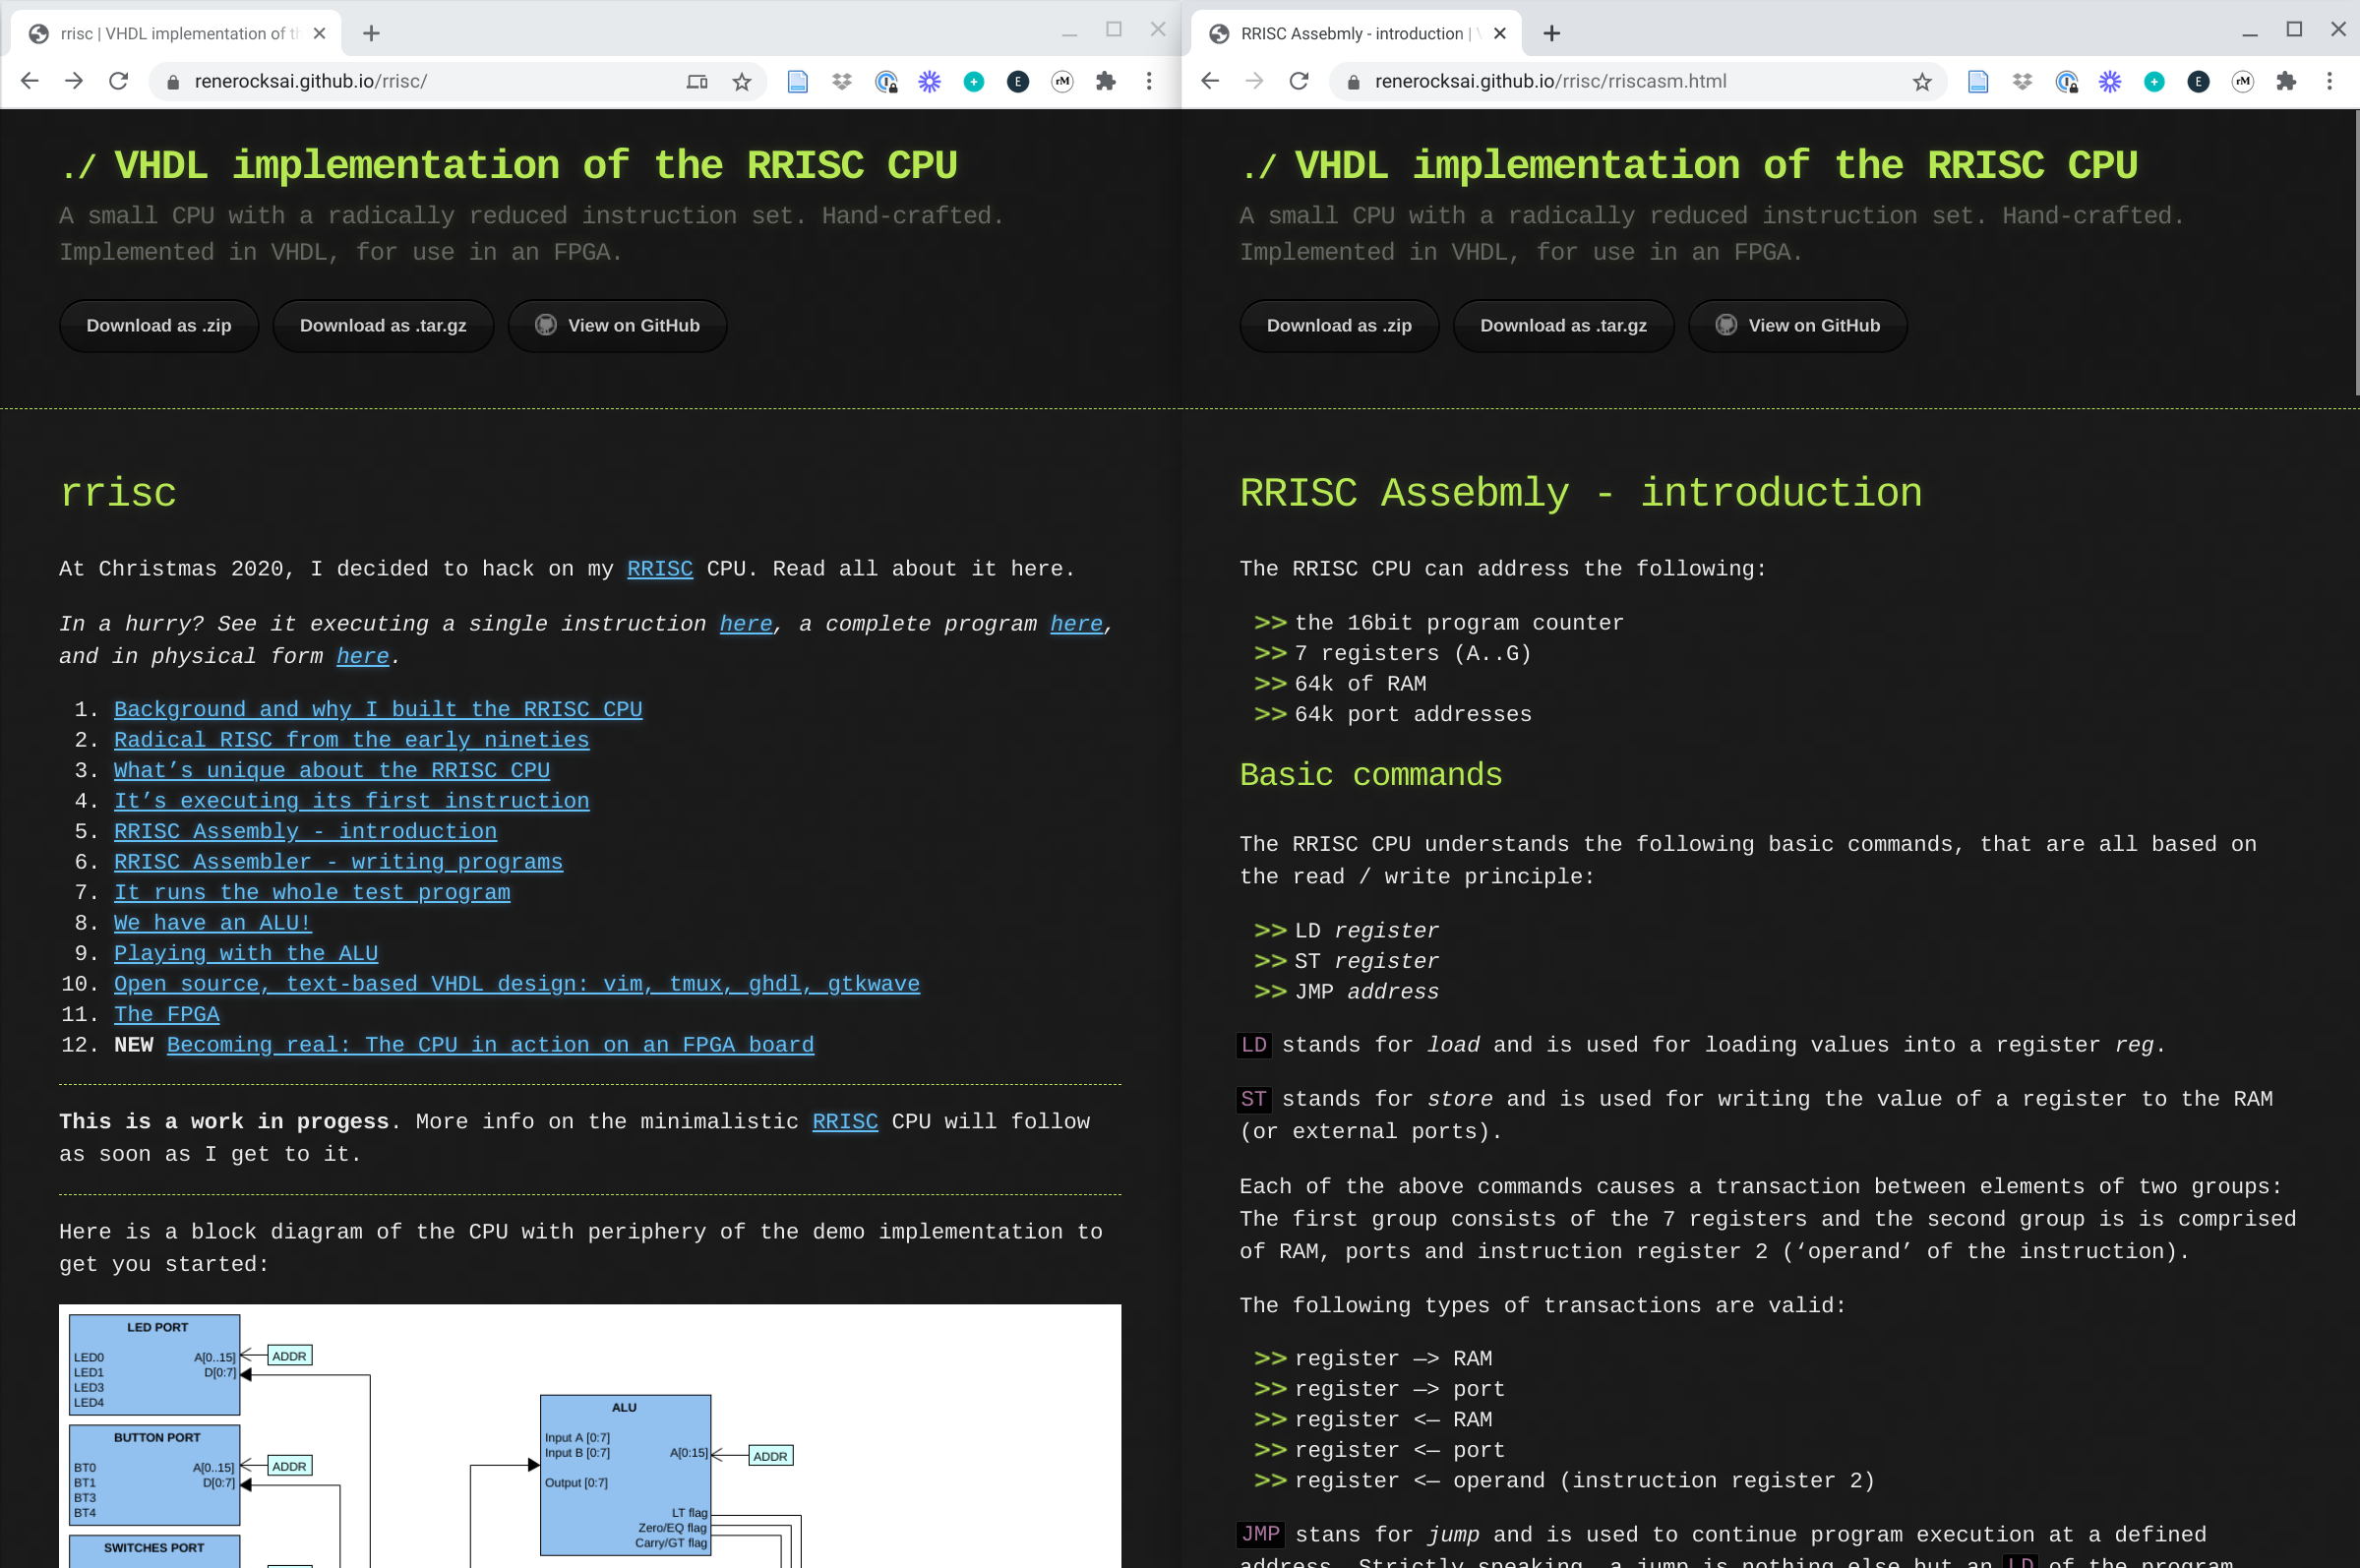 rrisc | VHDL implementation of th
renerocksai.github.io/rrisc/
E
rM
./ VHDL implementation of the RRISC CPU
A small CPU with a radically reduced instruction set. Hand-crafted.
Implemented in VHDL, for use in an FPGA.
Download as .zip
Download as .tar.gz
View on GitHub
rrisc
At Christmas 2020, I decided to hack on my RRISC CPU. Read all about it here.
In a hurry? See it executing a single instruction here, a complete program here,
and in physical form here.
1. Background and why I built the RRISC CPU
2. Radical RISC from the early nineties
3. What’s unique about the RRISC CPU
4. It’s executing its first instruction
5. RRISC Assembly - introduction
6. RRISC Assembler - writing programs
7. It runs the whole test program
8. We have an ALU!
9. Playing with the ALU
10. Open source, text-based VHDL design: vim, tmux, ghdl, gtkwave
11. The FPGA
12. NEW Becoming real: The CPU in action on an FPGA board
This is a work in progess. More info on the minimalistic RRISC CPU will follow
as soon as I get to it.
Here is a block diagram of the CPU with periphery of the demo implementation to
get you started:
LED PORT
LED0 A[0..15] ADDR
LED1 D[0:7]
LED3
LED4
BUTTON PORT
BT0 A[0..15] ADDR
BT1 D[0:7]
BT3
BT4
SWITCHES PORT
ALU
Input A [0:7]
Input B [0:7] A[0:15] ADDR
Output [0:7]
LT flag
Zero/EQ flag
Carry/GT flag
RRISC Assebmly - introduction |
renerocksai.github.io/rrisc/rriscasm.html
E
rM
./ VHDL implementation of the RRISC CPU
A small CPU with a radically reduced instruction set. Hand-crafted.
Implemented in VHDL, for use in an FPGA.
Download as .zip
Download as .tar.gz
View on GitHub
RRISC Assebmly - introduction
The RRISC CPU can address the following:
>> the 16bit program counter
>> 7 registers (A..G)
>> 64k of RAM
>> 64k port addresses
Basic commands
The RRISC CPU understands the following basic commands, that are all based on
the read / write principle:
>> LD register
>> ST register
>> JMP address
LD stands for load and is used for loading values into a register reg.
ST stands for store and is used for writing the value of a register to the RAM
(or external ports).
Each of the above commands causes a transaction between elements of two groups:
The first group consists of the 7 registers and the second group is is comprised
of RAM, ports and instruction register 2 (‘operand’ of the instruction).
The following types of transactions are valid:
>> register —> RAM
>> register —> port
>> register <— RAM
>> register <— port
>> register <— operand (instruction register 2)
JMP stans for jump and is used to continue program execution at a defined
address. Strictly speaking, a jump is nothing else but an LD of the program